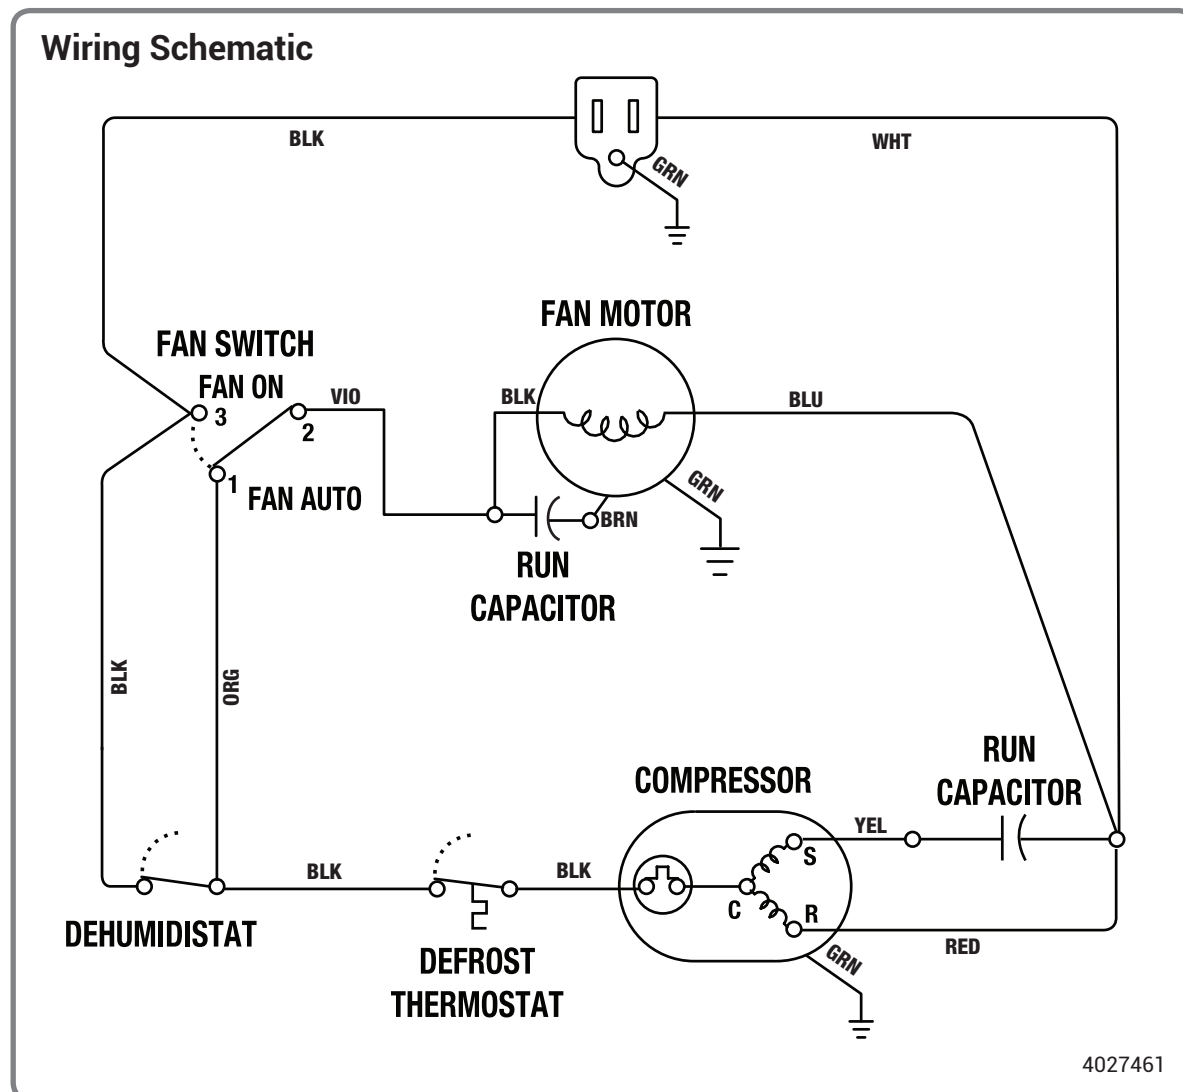 Wiring Schematic
BLK
WHT
GRN
FAN MOTOR
FAN SWITCH
FAN ON
3
VIO
2
BLK
BLU
1
FAN AUTO
GRN
BRN
RUN
CAPACITOR
BLK
ORG
RUN
CAPACITOR
COMPRESSOR
YEL
S
BLK
BLK
C
R
DEHUMIDISTAT
RED
GRN
DEFROST
THERMOSTAT
4027461